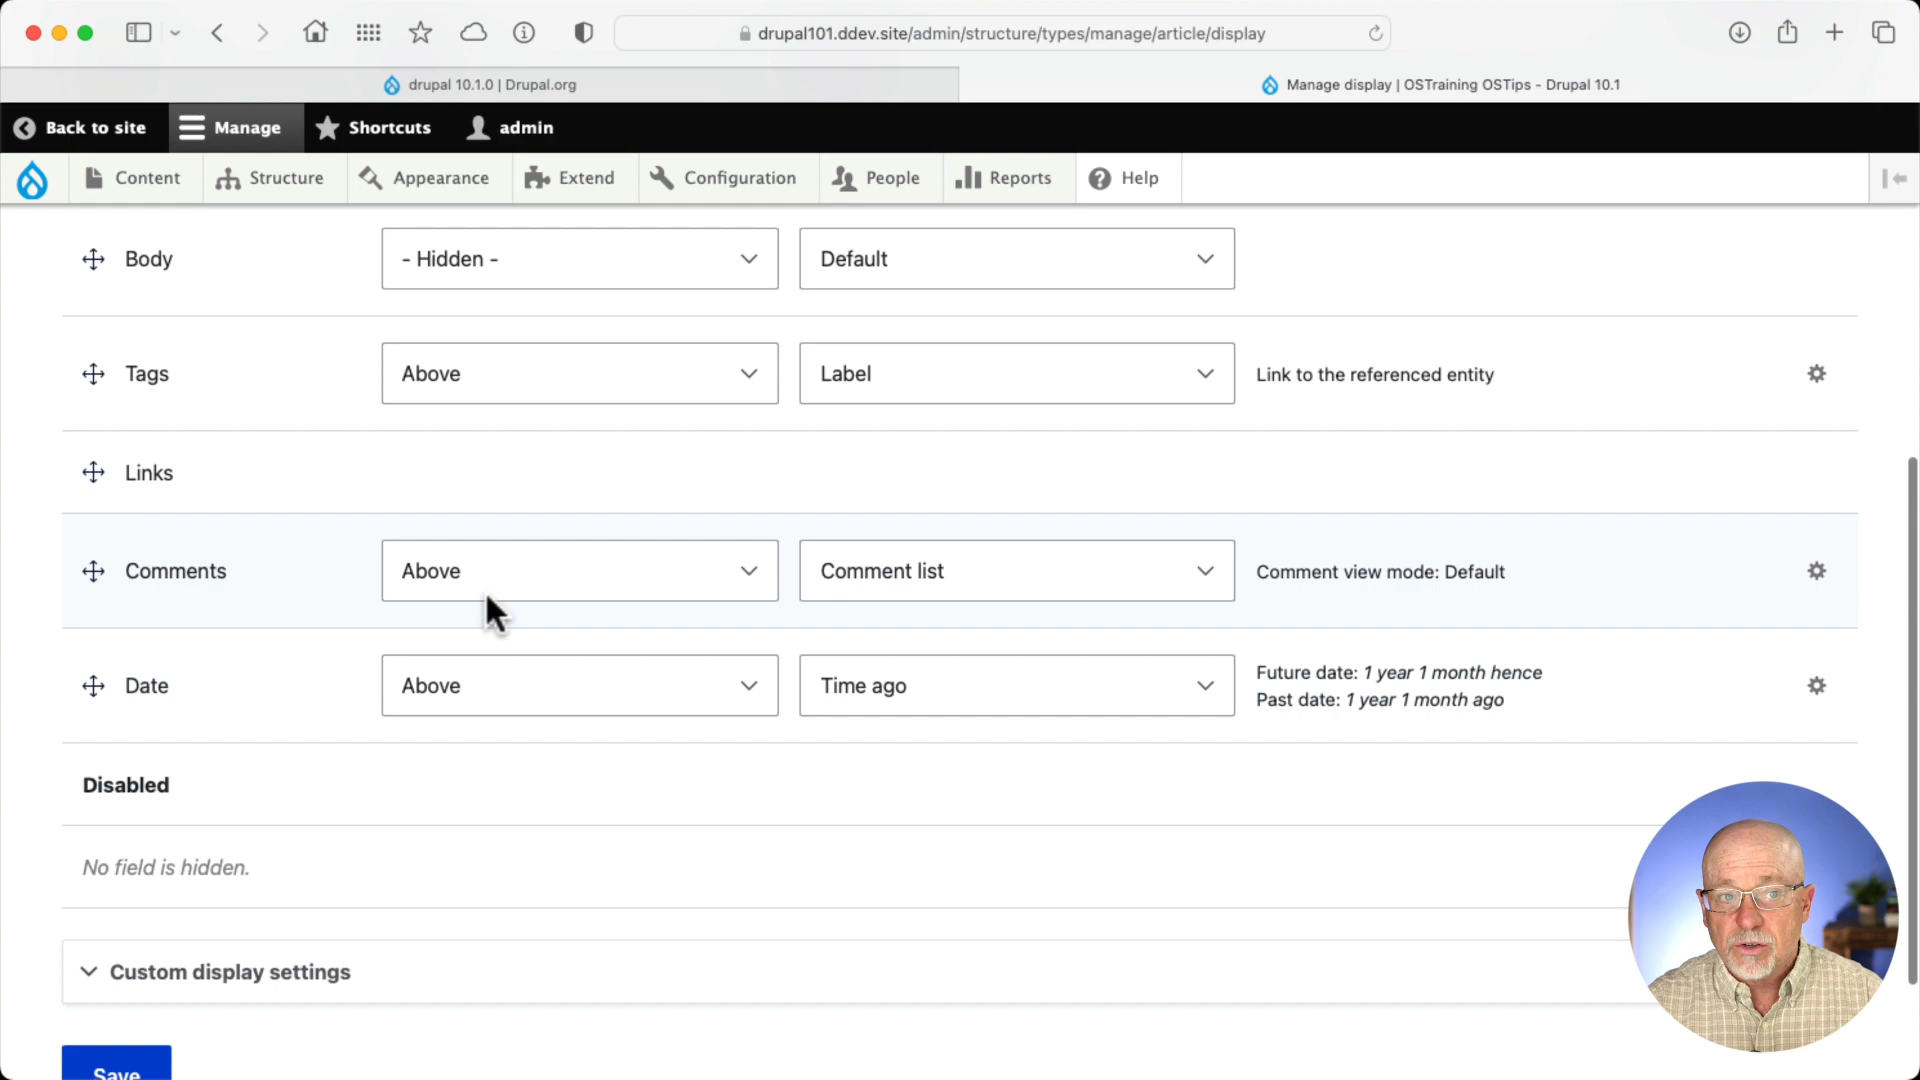 drupal101.ddev.site/admin/structure/types/manage/article/display
drupal 10.1.0 | Drupal.org
Manage display | OSTraining OSTips - Drupal 10.1
Back to site
Manage
Shortcuts
admin
Content
Structure
Appearance
Extend
Configuration
People
Reports
Help
Body
- Hidden -
Default
Tags
Above
Label
Link to the referenced entity
Links
Comments
Above
Comment list
Comment view mode: Default
Date
Above
Time ago
Future date: 1 year 1 month hence
Past date: 1 year 1 month ago
Disabled
No field is hidden.
Custom display settings
Save